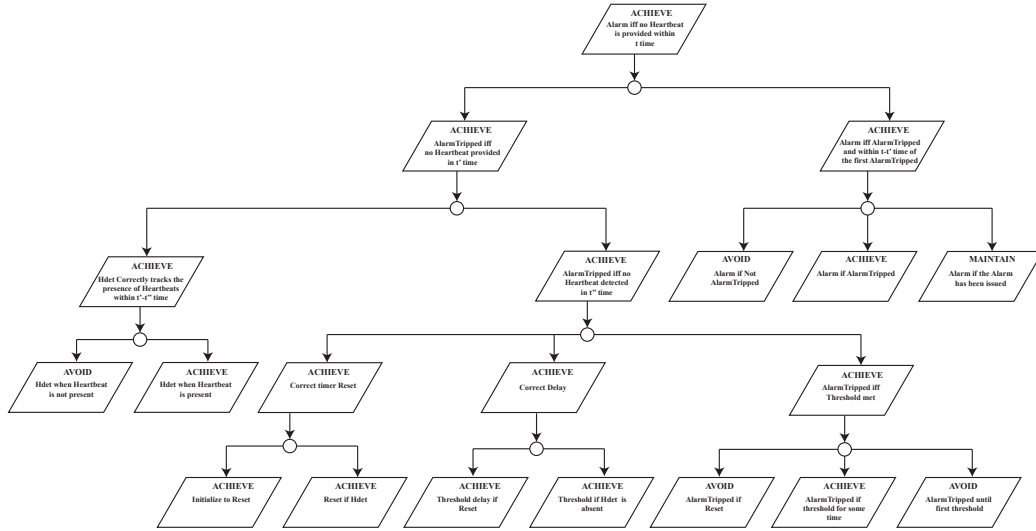 ACHIEVE
Alarm iff no Heartbeat
is provided within
t time
ACHIEVE
AlarmTripped iff
no Heartbeat provided
in t' time
ACHIEVE
Alarm iff AlarmTripped
and within t-t' time of
the first AlarmTripped
ACHIEVE
Hdet Correctly tracks the
presence of Heartbeats
within t'-t'' time
ACHIEVE
AlarmTripped iff no
Heartbeat detected
in t'' time
AVOID
Alarm if Not
AlarmTripped
ACHIEVE
Alarm if AlarmTripped
MAINTAIN
Alarm if the Alarm
has been issued
AVOID
Hdet when Heartbeat
is not present
ACHIEVE
Hdet when Heartbeat
is present
ACHIEVE
Correct timer Reset
ACHIEVE
Correct Delay
ACHIEVE
AlarmTripped iff
Threshold met
ACHIEVE
Initialize to Reset
ACHIEVE
Reset if Hdet
ACHIEVE
Threshold delay if
Reset
ACHIEVE
Threshold if Hdet is
absent
AVOID
AlarmTripped if
Reset
ACHIEVE
AlarmTripped if
threshold for some
time
AVOID
AlarmTripped until
first threshold